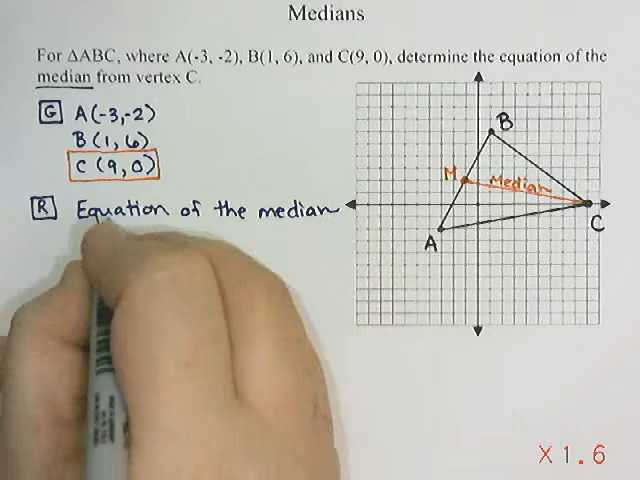 Medians
For ΔABC, where A(-3, -2), B(1, 6), and C(9, 0), determine the equation of the
median from vertex C.
G A(-3,-2)
B(1,6)
C(9,0)
R Equation of the median
B
M Median
C
A
X1.6